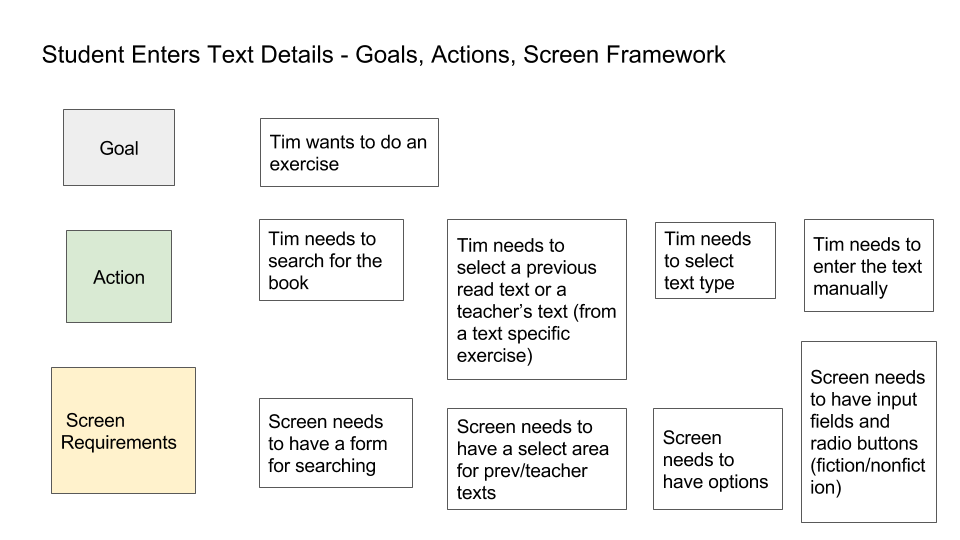 Student Enters Text Details - Goals, Actions, Screen Framework
Goal
Tim wants to do an
exercise
Action
Tim needs to
search for the
book
Tim needs to
select a previous
read text or a
teacher's text (from
a text specific
exercise)
Tim needs
to select
text type
Tim needs to
enter the text
manually
Screen
Requirements
Screen needs
to have a form
for searching
Screen needs to
have a select area
for prev/teacher
texts
Screen
needs to
have options
Screen needs
to have input
fields and
radio buttons
(fiction/nonfict
ion)